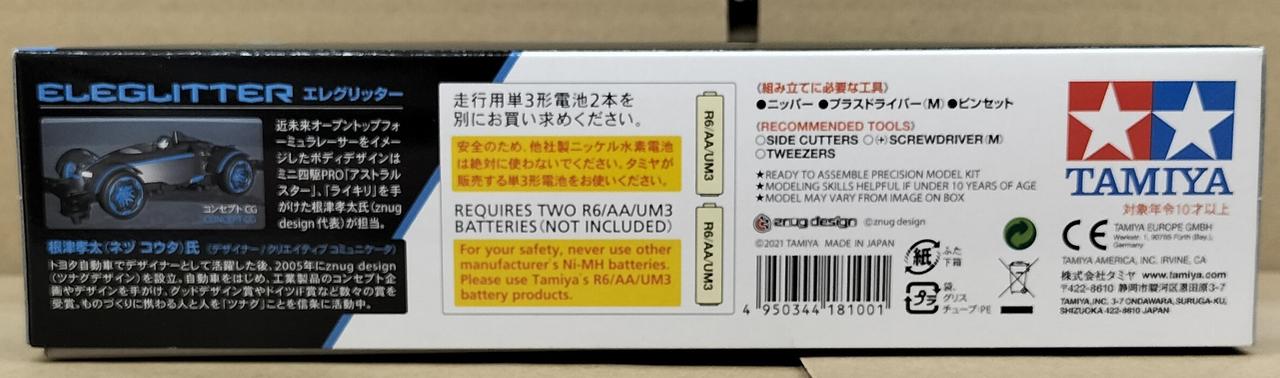 ELEGLITTER エレグリッター
近未来オープントップフォ
ーミュラレーサーをイメー
ジしたボディデザインは
ミニ四駆PRO「アストラル
スター」、「ライキリ」を手
がけた根津孝太氏(znug
design 代表)が担当。
コンセプトCG
CONCEPT CG
根津孝太(ネヅ コウタ)氏 (デザイナー/クリエイティブ コミュニケータ)
トヨタ自動車でデザイナーとして活躍した後、2005年にznug design
(ツナグデザイン)を設立。自動車をはじめ、工業製品のコンセプト企
画やデザインを手がけ、グッドデザイン賞やドイツiF賞など数々の賞を
受賞。ものづくりに携わる人と人を"ツナグ"ことを信条に活動中。
走行用単3形電池2本を
別にお買い求めください。
安全のため、他社製ニッケル水素電池
は絶対に使わないでください。タミヤが
販売する単3形電池をお使いください。
REQUIRES TWO R6/AA/UM3
BATTERIES (NOT INCLUDED)
For your safety, never use other
manufacturer's Ni-MH batteries.
Please use Tamiya's R6/AA/UM3
battery products.
R6/AA/UM3
R6/AA/UM3
《組み立てに必要な工具》
●ニッパー ●プラスドライバー(M) ●ピンセット
《RECOMMENDED TOOLS》
○SIDE CUTTERS ○(+) SCREWDRIVER (M)
○TWEEZERS
★READY TO ASSEMBLE PRECISION MODEL KIT
★MODELING SKILLS HELPFUL IF UNDER 10 YEARS OF AGE
★MODEL MAY VARY FROM IMAGE ON BOX
znug design ©znug design
©2021 TAMIYA MADE IN JAPAN
4 950344 181001
紙 ふた
下箱
プラ 袋、
グリス
チューブ:PE
TAMIYA
対象年令10才以上
CE
TAMIYA EUROPE GMBH
Werkstr. 1, 90765 Fürth (Bay.),
Germany
TAMIYA AMERICA, INC. IRVINE, CA
株式会社タミヤ www.tamiya.com
〒422-8610 静岡市駿河区恩田原3-7
TAMIYA, INC. 3-7 ONDAWARA, SURUGA-KU,
SHIZUOKA 422-8610 JAPAN